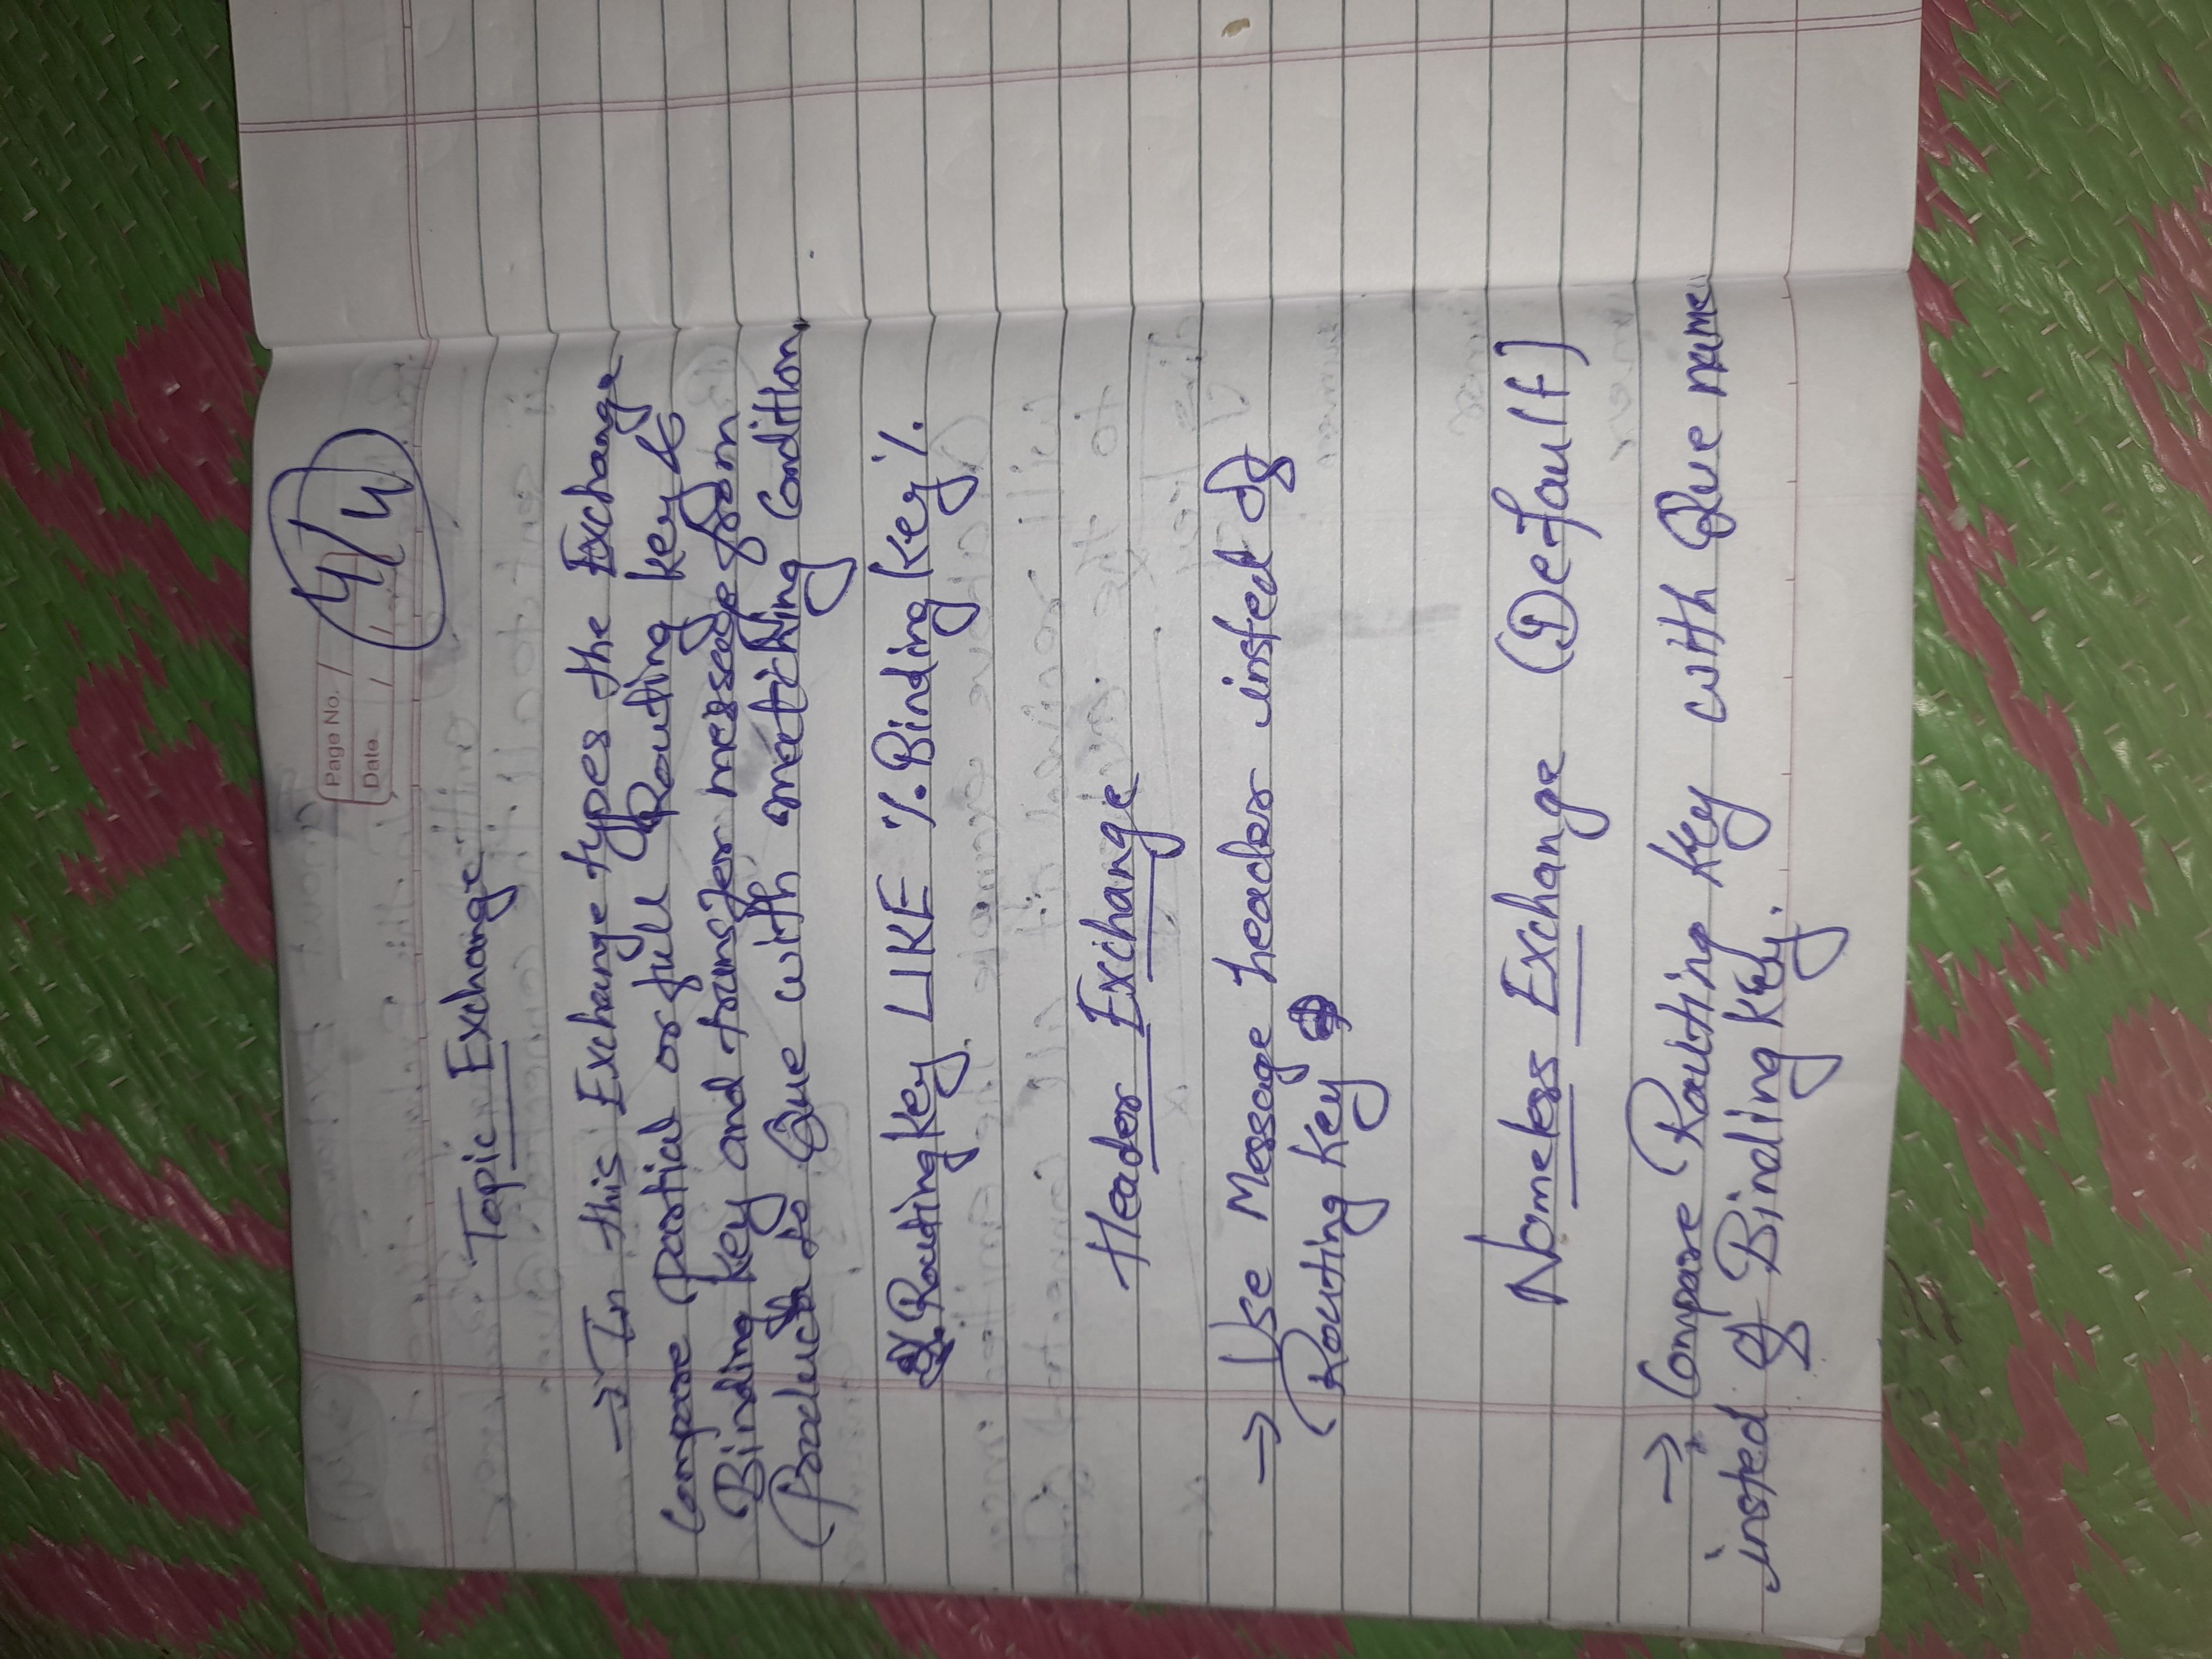 Page No.
Date
4/4
Topic Exchange
→ In this Exchange types the Exchange
Compare partial or full Routing key &
Binding key and transfer message from
to Que with matching Condition.
Routing key LIKE % Binding key %
Header Exchange
→ Use Message header insted of
Routing key
Nameless Exchange (Default)
→ Compare Routing key with Que name
insted of Binding key.